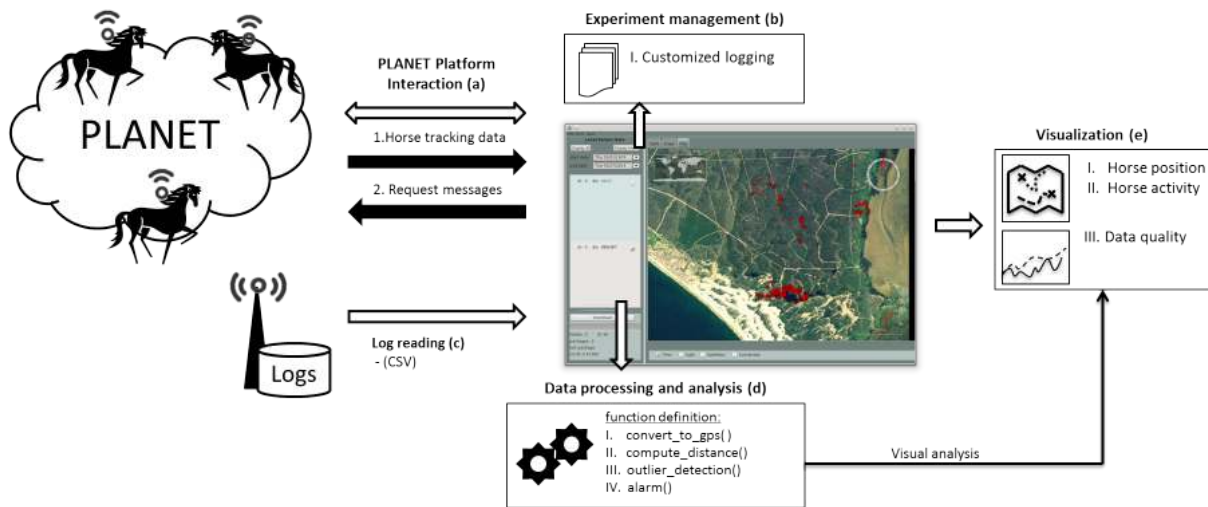 Experiment management (b)
I. Customized logging
PLANET Platform
Interaction (a)
PLANET
1.Horse tracking data
2. Request messages
Visualization (e)
I. Horse position
II. Horse activity
III. Data quality
Log reading (c)
- (CSV)
Logs
Data processing and analysis (d)
function definition:
I. convert_to_gps( )
II. compute_distance()
III. outlier_detection()
IV. alarm()
Visual analysis